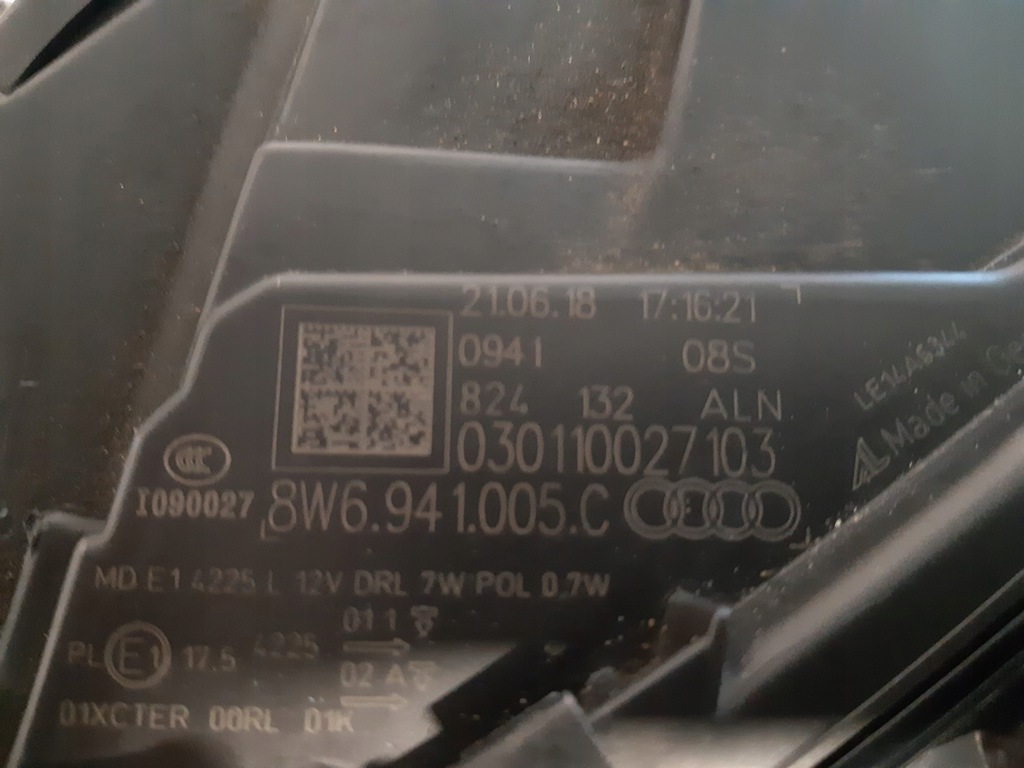 21.06.18 17:16:21
0941 08S
824 132 ALN
030110027103
I090027 8W6.941.005.C
MD E1 4225 L 12V DRL 7W POL 0.7W
01 1
PL E1 17.5 4225
02 A
01XCTER 00RL 01K
LE14A6344
AL Made in